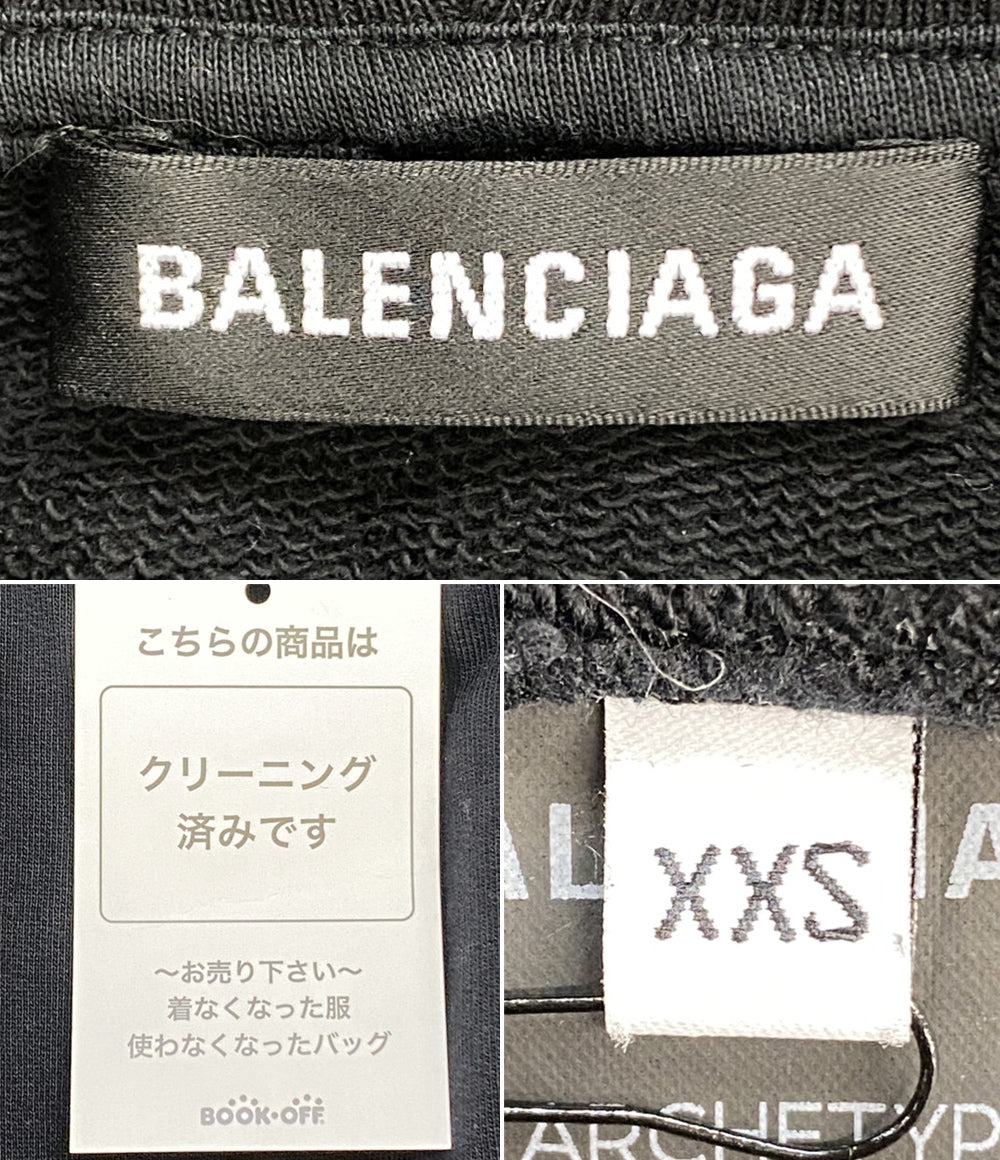 BALENCIAGA
こちらの商品は
クリーニング
済みです
〜お売り下さい〜
着なくなった服
使わなくなったバッグ
BOOK・OFF
XXS